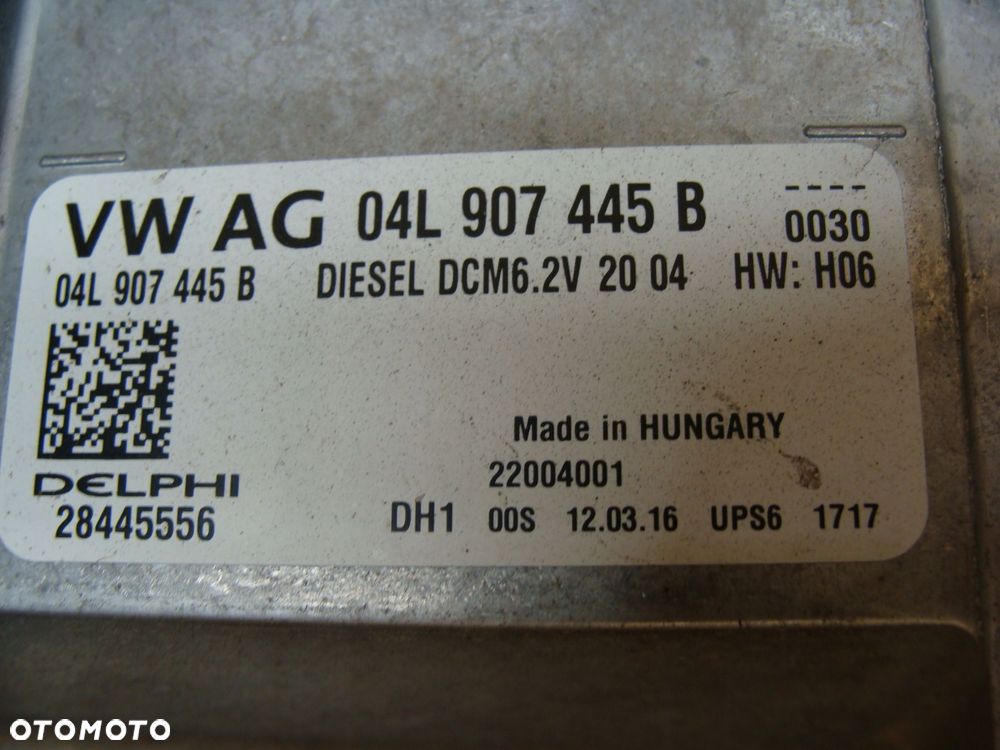 VW AG 04L 907 445 B ----
0030
04L 907 445 B DIESEL DCM6.2V 20 04 HW: H06
Made in HUNGARY
DELPHI 22004001
28445556 DH1 00S 12.03.16 UPS6 1717
OTOMOTO